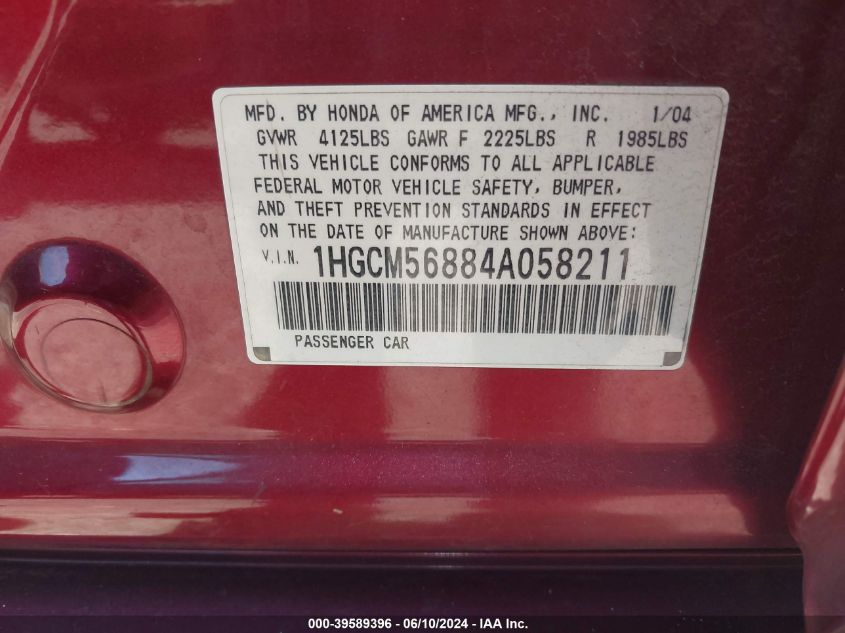 MFD. BY HONDA OF AMERICA MFG., INC. 1/04
GVWR 4125LBS GAWR F 2225LBS R 1985LBS
THIS VEHICLE CONFORMS TO ALL APPLICABLE
FEDERAL MOTOR VEHICLE SAFETY, BUMPER,
AND THEFT PREVENTION STANDARDS IN EFFECT
ON THE DATE OF MANUFACTURE SHOWN ABOVE:
V.I.N. 1HGCM56884A058211
PASSENGER CAR
000-39589396 - 06/10/2024 - IAA Inc.